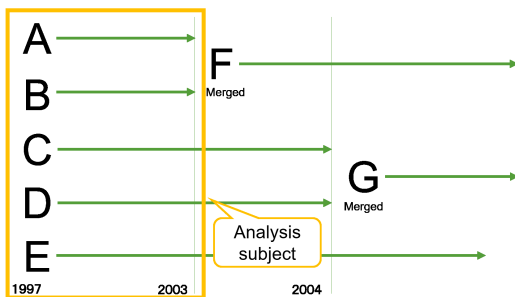 A
F
Merged
B
C
G
Merged
D
Analysis
subject
E
1997
2003
2004